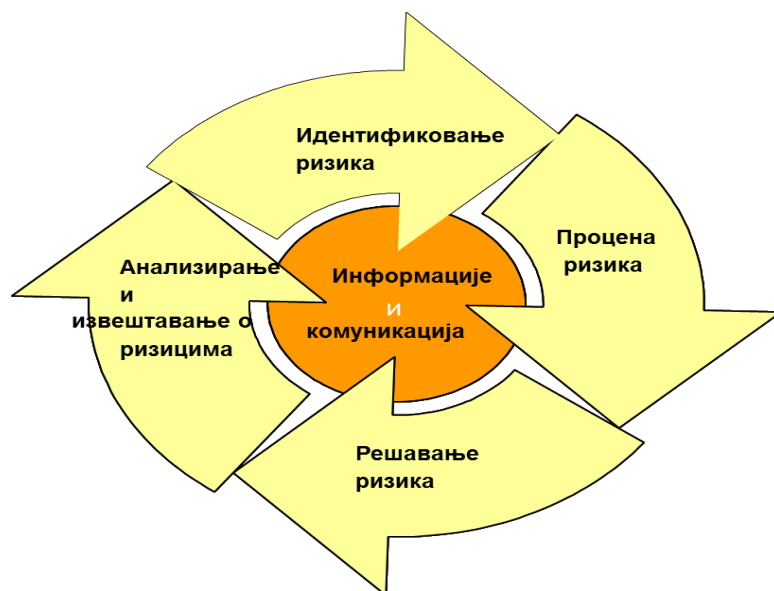 Идентификовање
ризика
Процена
ризика
Анализирање
и
извештавање о
ризицима
Информације
и
комуникација
Решавање
ризика